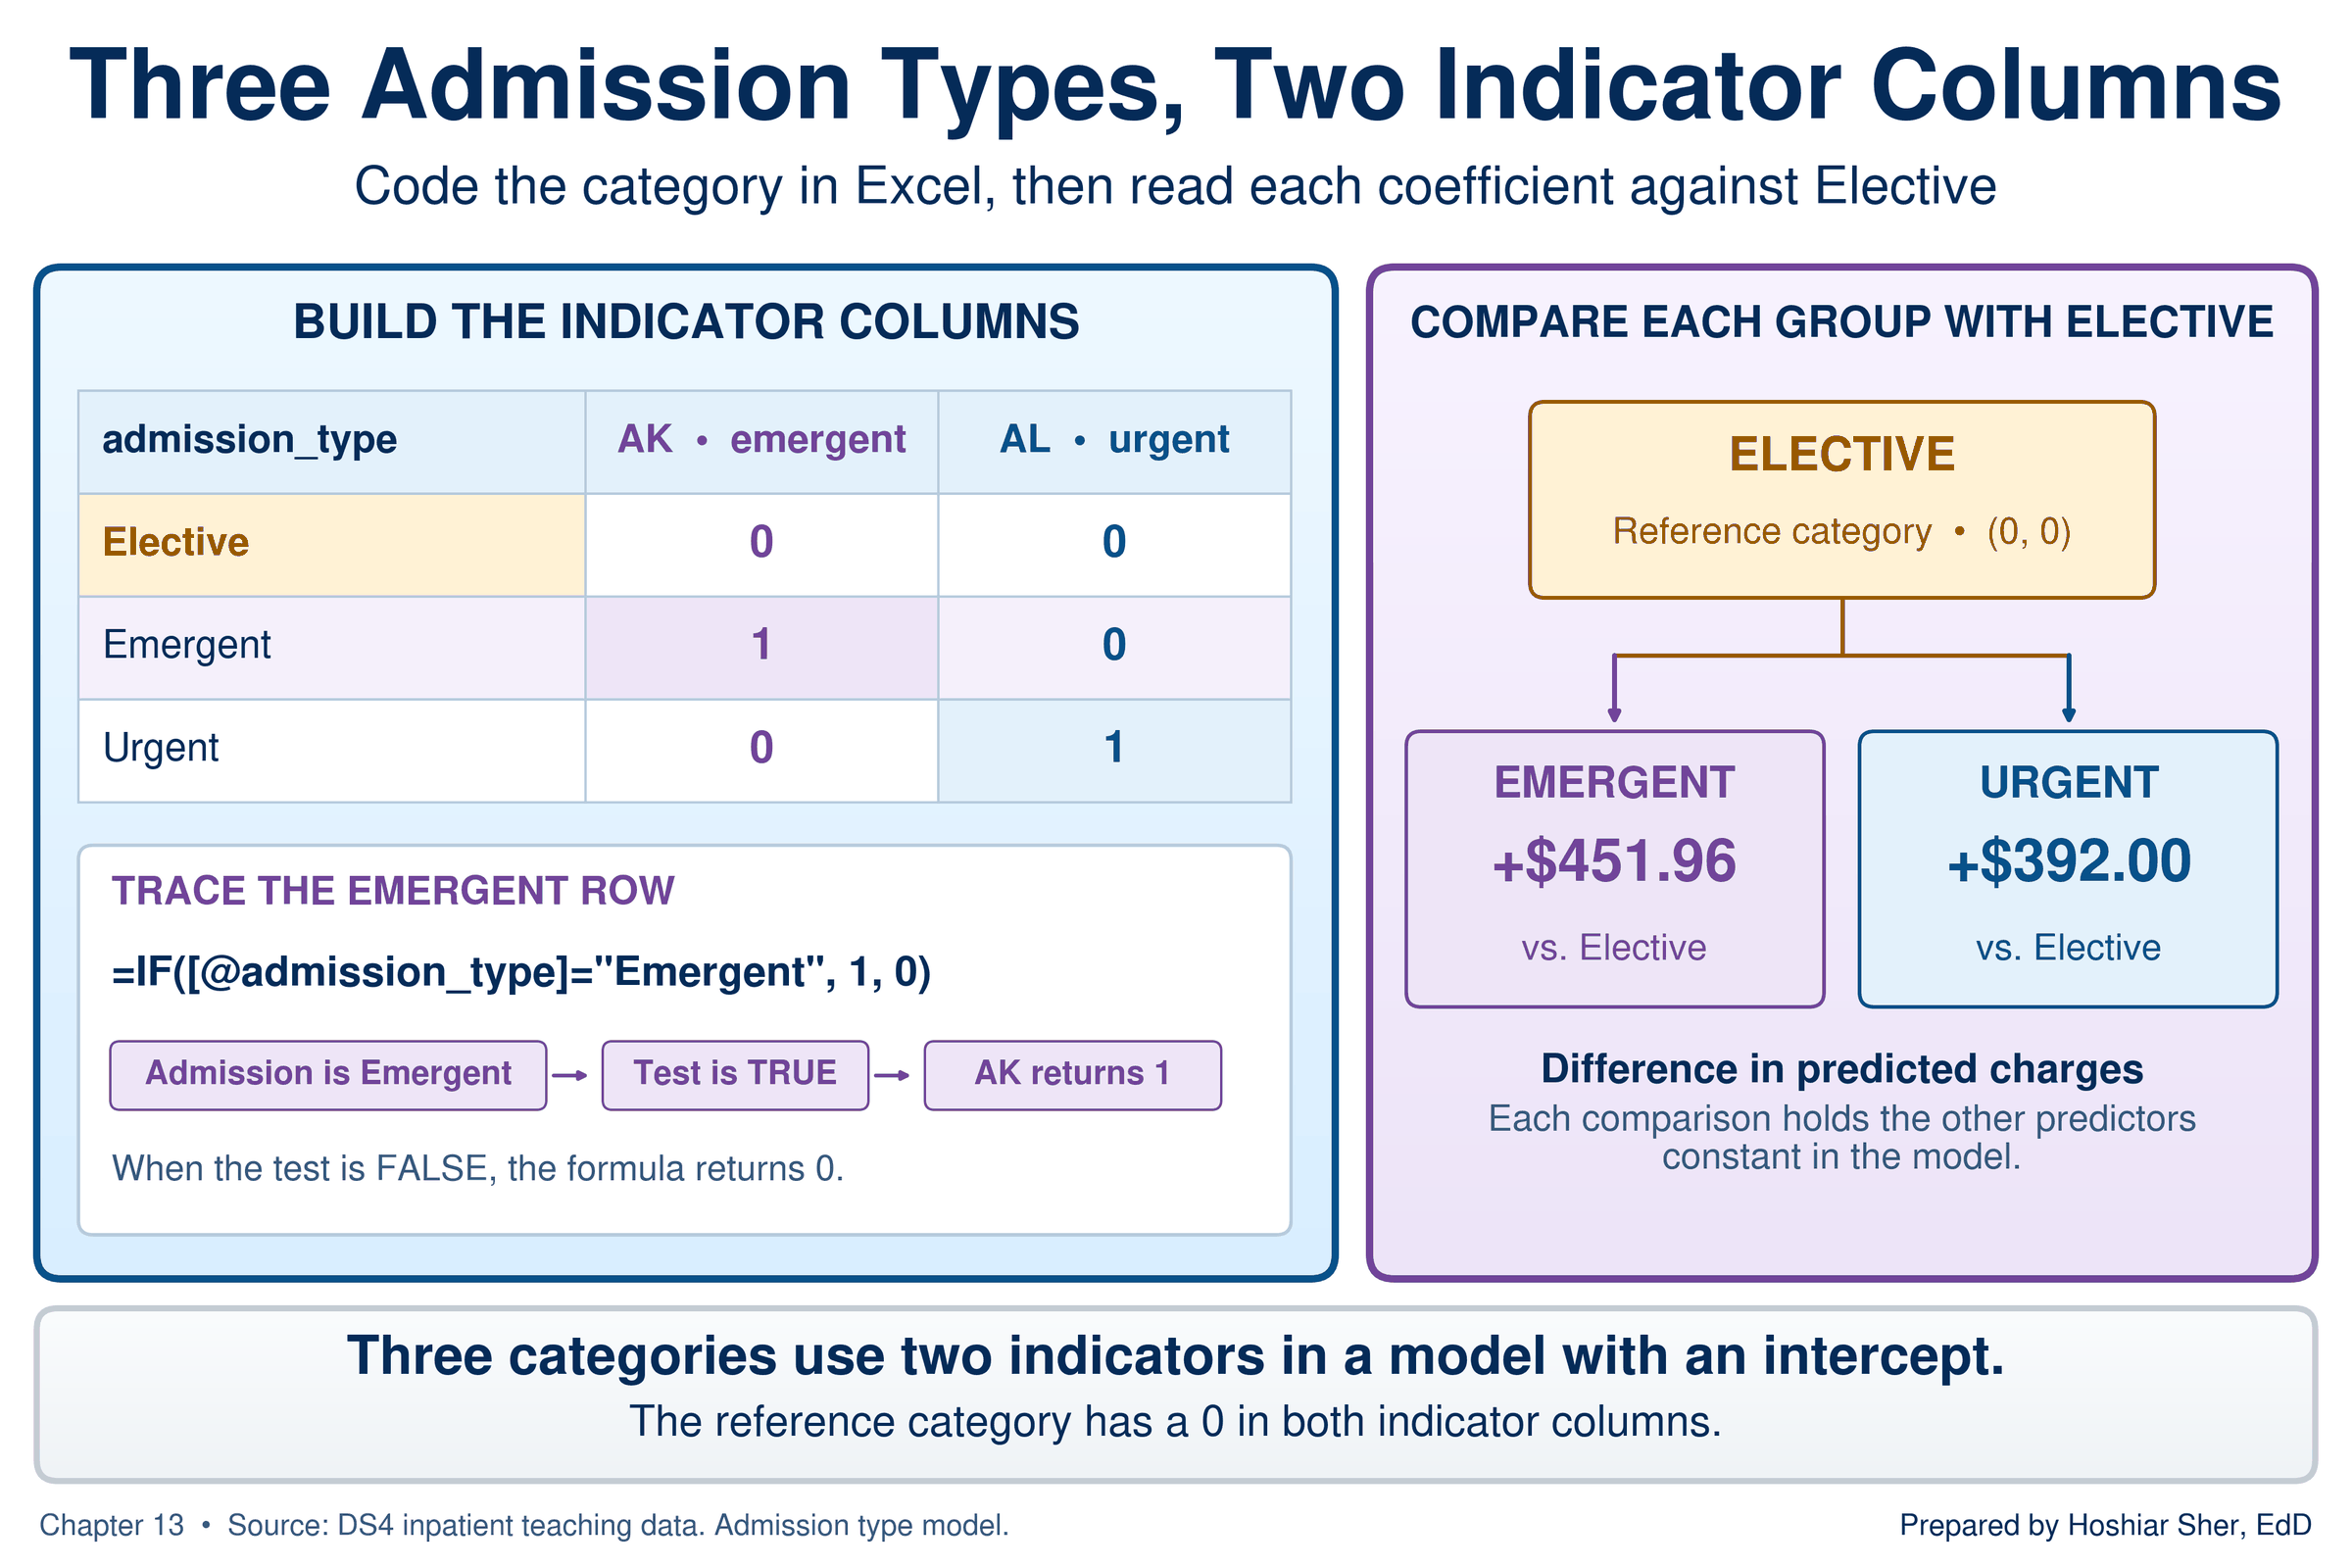 Three Admission Types, Two Indicator Columns
Code the category in Excel, then read each coefficient against Elective
BUILD THE INDICATOR COLUMNS
admission_type AK • emergent AL • urgent
Elective 0 0
Emergent 1 0
Urgent 0 1
TRACE THE EMERGENT ROW
=IF([@admission_type]="Emergent", 1, 0)
Admission is Emergent Test is TRUE AK returns 1
When the test is FALSE, the formula returns 0.
COMPARE EACH GROUP WITH ELECTIVE
ELECTIVE
Reference category • (0, 0)
EMERGENT
+$451.96
vs. Elective
URGENT
+$392.00
vs. Elective
Difference in predicted charges
Each comparison holds the other predictors
constant in the model.
Three categories use two indicators in a model with an intercept.
The reference category has a 0 in both indicator columns.
Chapter 13 • Source: DS4 inpatient teaching data. Admission type model.
Prepared by Hoshiar Sher, EdD